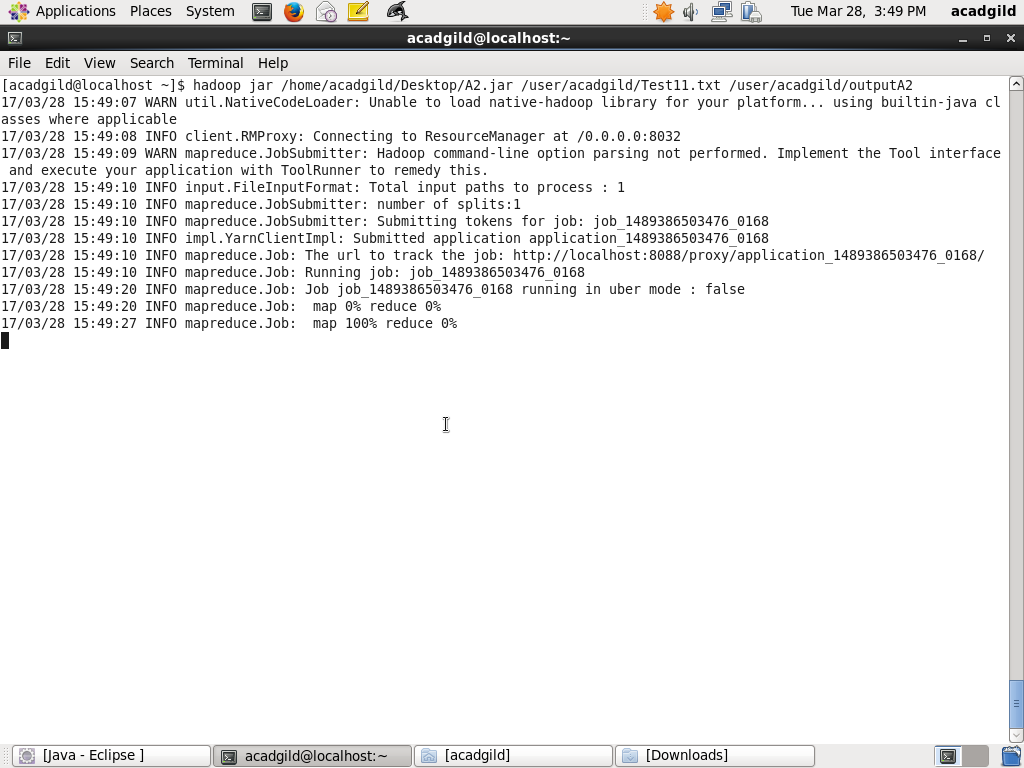 Applications Places System Tue Mar 28, 3:49 PM acadgild
acadgild@localhost:~
File Edit View Search Terminal Help
[acadgild@localhost ~]$ hadoop jar /home/acadgild/Desktop/A2.jar /user/acadgild/Test11.txt /user/acadgild/outputA2
17/03/28 15:49:07 WARN util.NativeCodeLoader: Unable to load native-hadoop library for your platform... using builtin-java cl
asses where applicable
17/03/28 15:49:08 INFO client.RMProxy: Connecting to ResourceManager at /0.0.0.0:8032
17/03/28 15:49:09 WARN mapreduce.JobSubmitter: Hadoop command-line option parsing not performed. Implement the Tool interface
 and execute your application with ToolRunner to remedy this.
17/03/28 15:49:10 INFO input.FileInputFormat: Total input paths to process : 1
17/03/28 15:49:10 INFO mapreduce.JobSubmitter: number of splits:1
17/03/28 15:49:10 INFO mapreduce.JobSubmitter: Submitting tokens for job: job_1489386503476_0168
17/03/28 15:49:10 INFO impl.YarnClientImpl: Submitted application application_1489386503476_0168
17/03/28 15:49:10 INFO mapreduce.Job: The url to track the job: http://localhost:8088/proxy/application_1489386503476_0168/
17/03/28 15:49:10 INFO mapreduce.Job: Running job: job_1489386503476_0168
17/03/28 15:49:20 INFO mapreduce.Job: Job job_1489386503476_0168 running in uber mode : false
17/03/28 15:49:20 INFO mapreduce.Job:  map 0% reduce 0%
17/03/28 15:49:27 INFO mapreduce.Job:  map 100% reduce 0%
[Java - Eclipse ] acadgild@localhost:~ [acadgild] [Downloads]